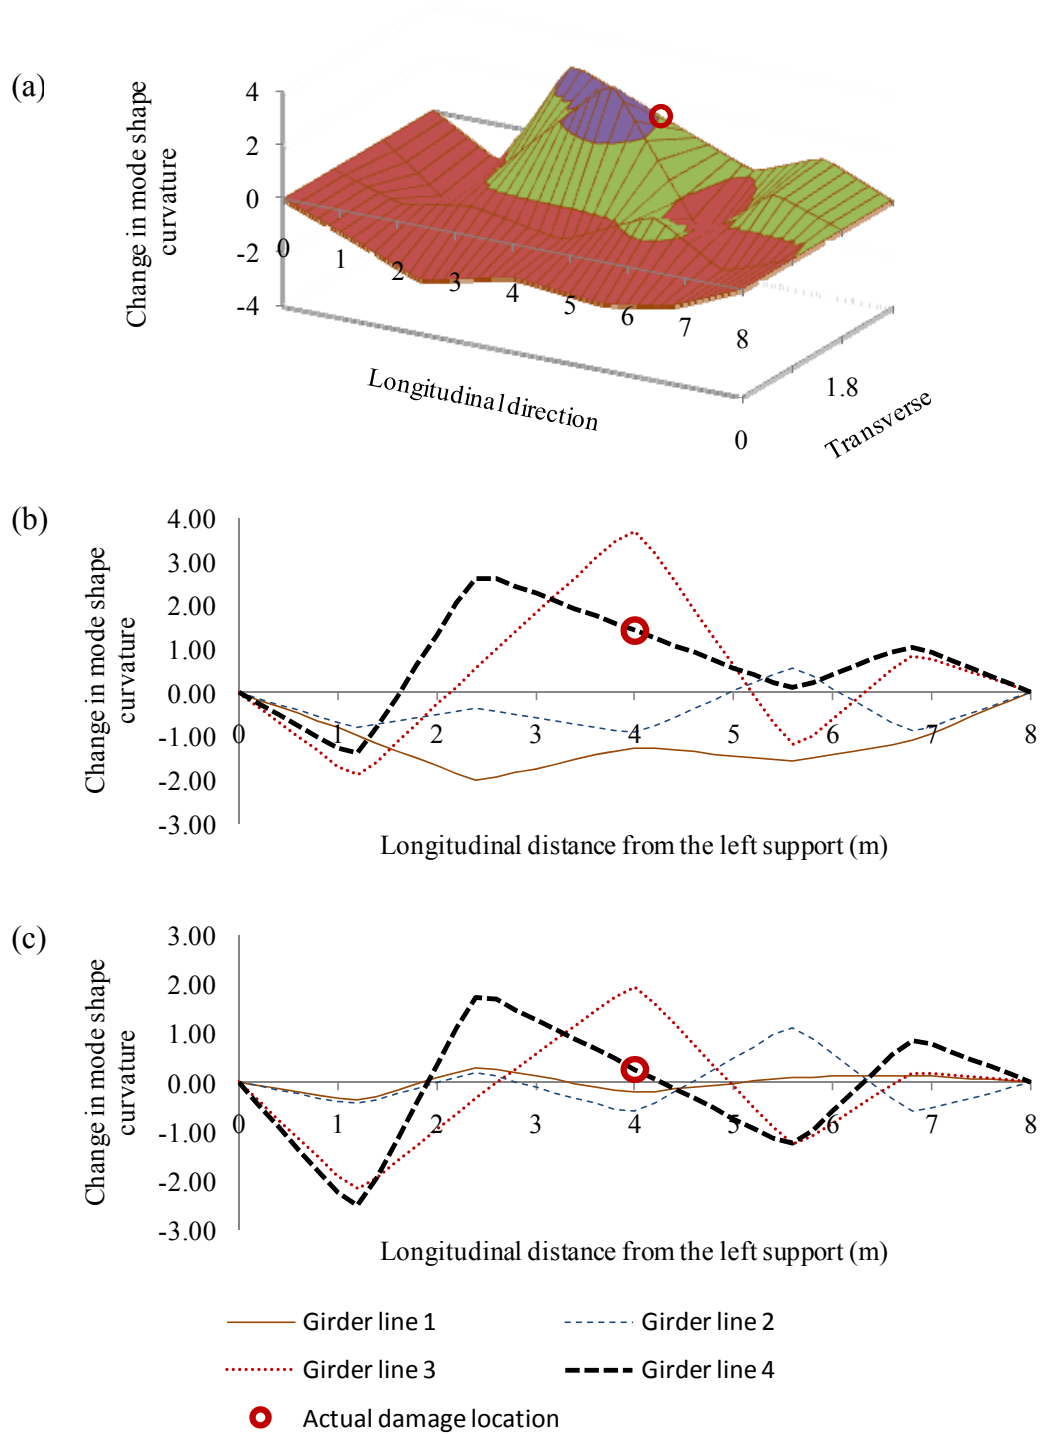 (a)
Change in mode shape
curvature
4
2
0
-2
-4
0
1
2
3
4
5
6
7
8
Longitudinal direction
0
1.8
Transverse
(b)
Change in mode shape
curvature
4.00
3.00
2.00
1.00
0.00
-1.00
-2.00
-3.00
0 1 2 3 4 5 6 7 8
Longitudinal distance from the left support (m)
(c)
Change in mode shape
curvature
3.00
2.00
1.00
0.00
-1.00
-2.00
-3.00
0 1 2 3 4 5 6 7 8
Longitudinal distance from the left support (m)
Girder line 1 Girder line 2
Girder line 3 Girder line 4
Actual damage location